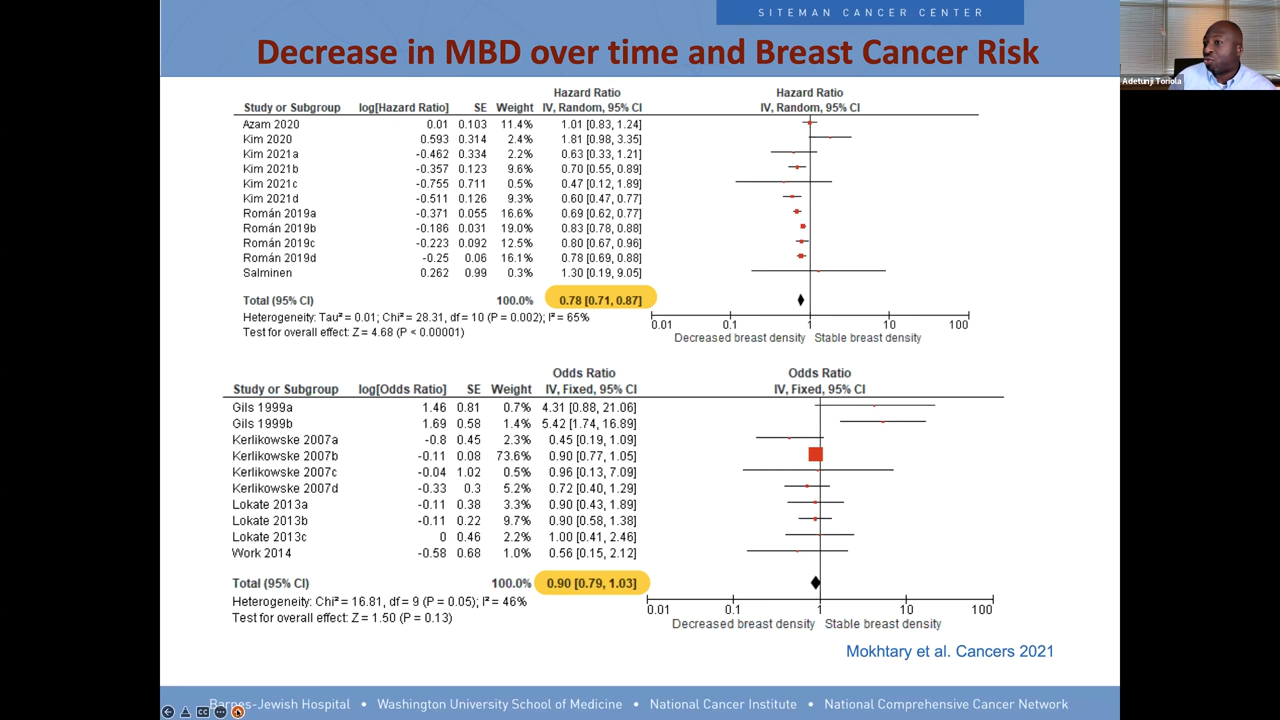 SITEMAN CANCER CENTER
Decrease in MBD over time and Breast Cancer Risk
Adetunji Toriola
Hazard Ratio Hazard Ratio
Study or Subgroup log[Hazard Ratio] SE Weight IV, Random, 95% CI IV, Random, 95% CI
Azam 2020 0.01 0.103 11.4% 1.01 [0.83, 1.24]
Kim 2020 0.593 0.314 2.4% 1.81 [0.98, 3.35]
Kim 2021a -0.462 0.334 2.2% 0.63 [0.33, 1.21]
Kim 2021b -0.357 0.123 9.6% 0.70 [0.55, 0.89]
Kim 2021c -0.755 0.711 0.5% 0.47 [0.12, 1.89]
Kim 2021d -0.511 0.126 9.3% 0.60 [0.47, 0.77]
Román 2019a -0.371 0.055 16.6% 0.69 [0.62, 0.77]
Román 2019b -0.186 0.031 19.0% 0.83 [0.78, 0.88]
Román 2019c -0.223 0.092 12.5% 0.80 [0.67, 0.96]
Román 2019d -0.25 0.06 16.1% 0.78 [0.69, 0.88]
Salminen 0.262 0.99 0.3% 1.30 [0.19, 9.05]
Total (95% CI) 100.0% 0.78 [0.71, 0.87]
Heterogeneity: Tau² = 0.01; Chi² = 28.31, df = 10 (P = 0.002); I² = 65%
Test for overall effect: Z = 4.68 (P < 0.00001)
0.01 0.1 1 10 100
Decreased breast density Stable breast density
Odds Ratio Odds Ratio
Study or Subgroup log[Odds Ratio] SE Weight IV, Fixed, 95% CI IV, Fixed, 95% CI
Gils 1999a 1.46 0.81 0.7% 4.31 [0.88, 21.06]
Gils 1999b 1.69 0.58 1.4% 5.42 [1.74, 16.89]
Kerlikowske 2007a -0.8 0.45 2.3% 0.45 [0.19, 1.09]
Kerlikowske 2007b -0.11 0.08 73.6% 0.90 [0.77, 1.05]
Kerlikowske 2007c -0.04 1.02 0.5% 0.96 [0.13, 7.09]
Kerlikowske 2007d -0.33 0.3 5.2% 0.72 [0.40, 1.29]
Lokate 2013a -0.11 0.38 3.3% 0.90 [0.43, 1.89]
Lokate 2013b -0.11 0.22 9.7% 0.90 [0.58, 1.38]
Lokate 2013c 0 0.46 2.2% 1.00 [0.41, 2.46]
Work 2014 -0.58 0.68 1.0% 0.56 [0.15, 2.12]
Total (95% CI) 100.0% 0.90 [0.79, 1.03]
Heterogeneity: Chi² = 16.81, df = 9 (P = 0.05); I² = 46%
Test for overall effect: Z = 1.50 (P = 0.13)
0.01 0.1 1 10 100
Decreased breast density Stable breast density
Mokhtary et al. Cancers 2021
Barnes-Jewish Hospital • Washington University School of Medicine • National Cancer Institute • National Comprehensive Cancer Network
CC